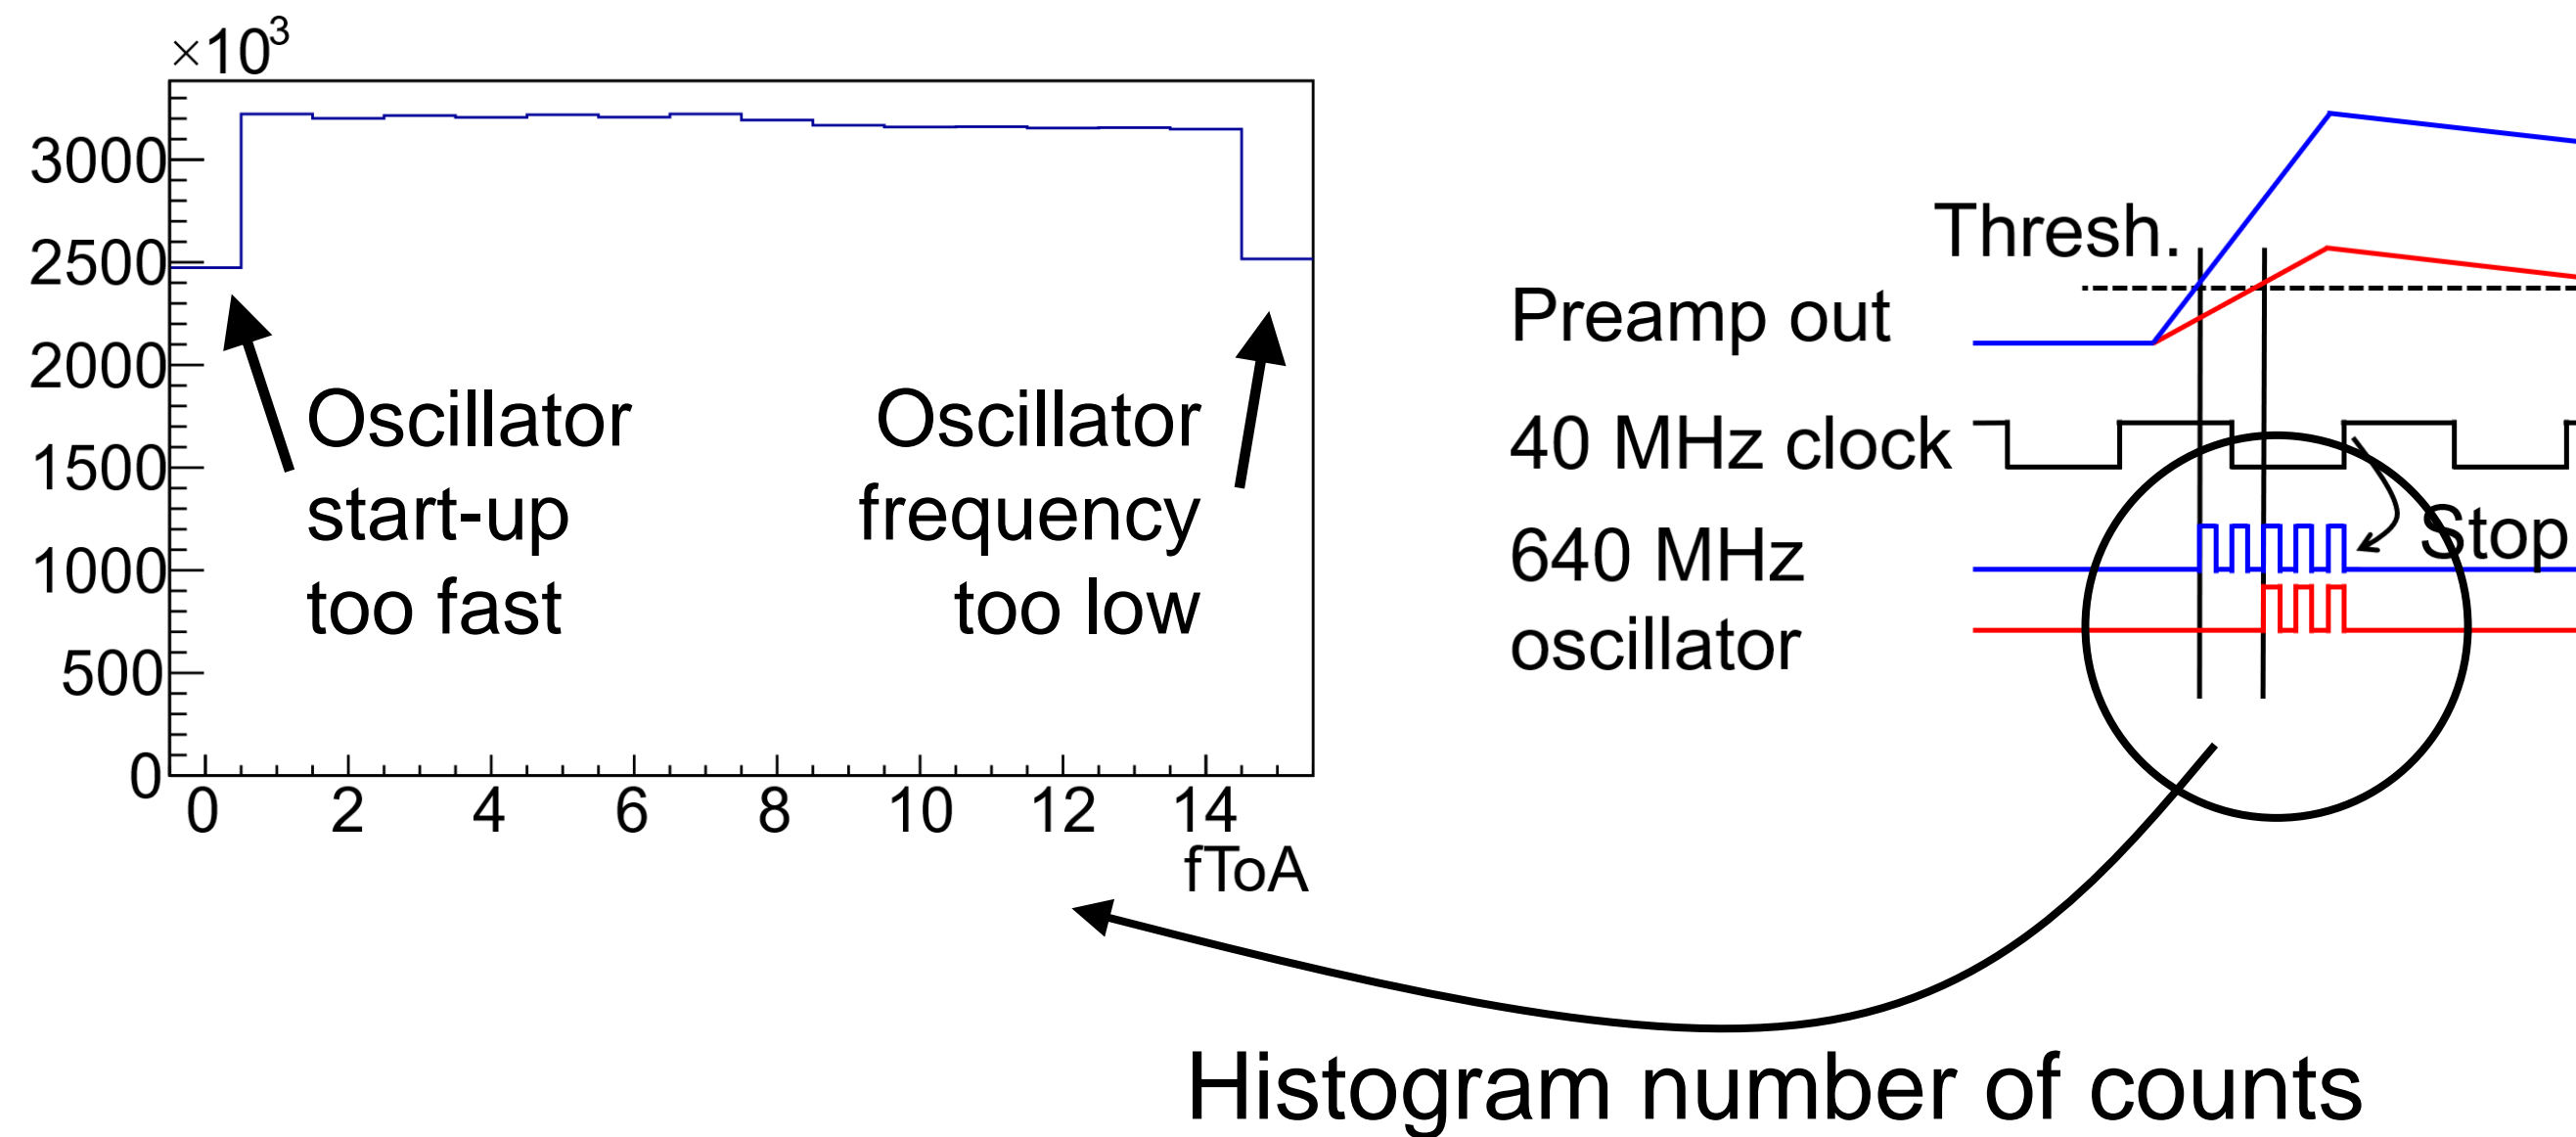 ×10³
3000
2500
2000
1500
1000
500
0
0 2 4 6 8 10 12 14
fToA
Oscillator
start-up
too fast
Oscillator
frequency
too low
Thresh.
Preamp out
40 MHz clock
640 MHz
oscillator
Stop
Histogram number of counts